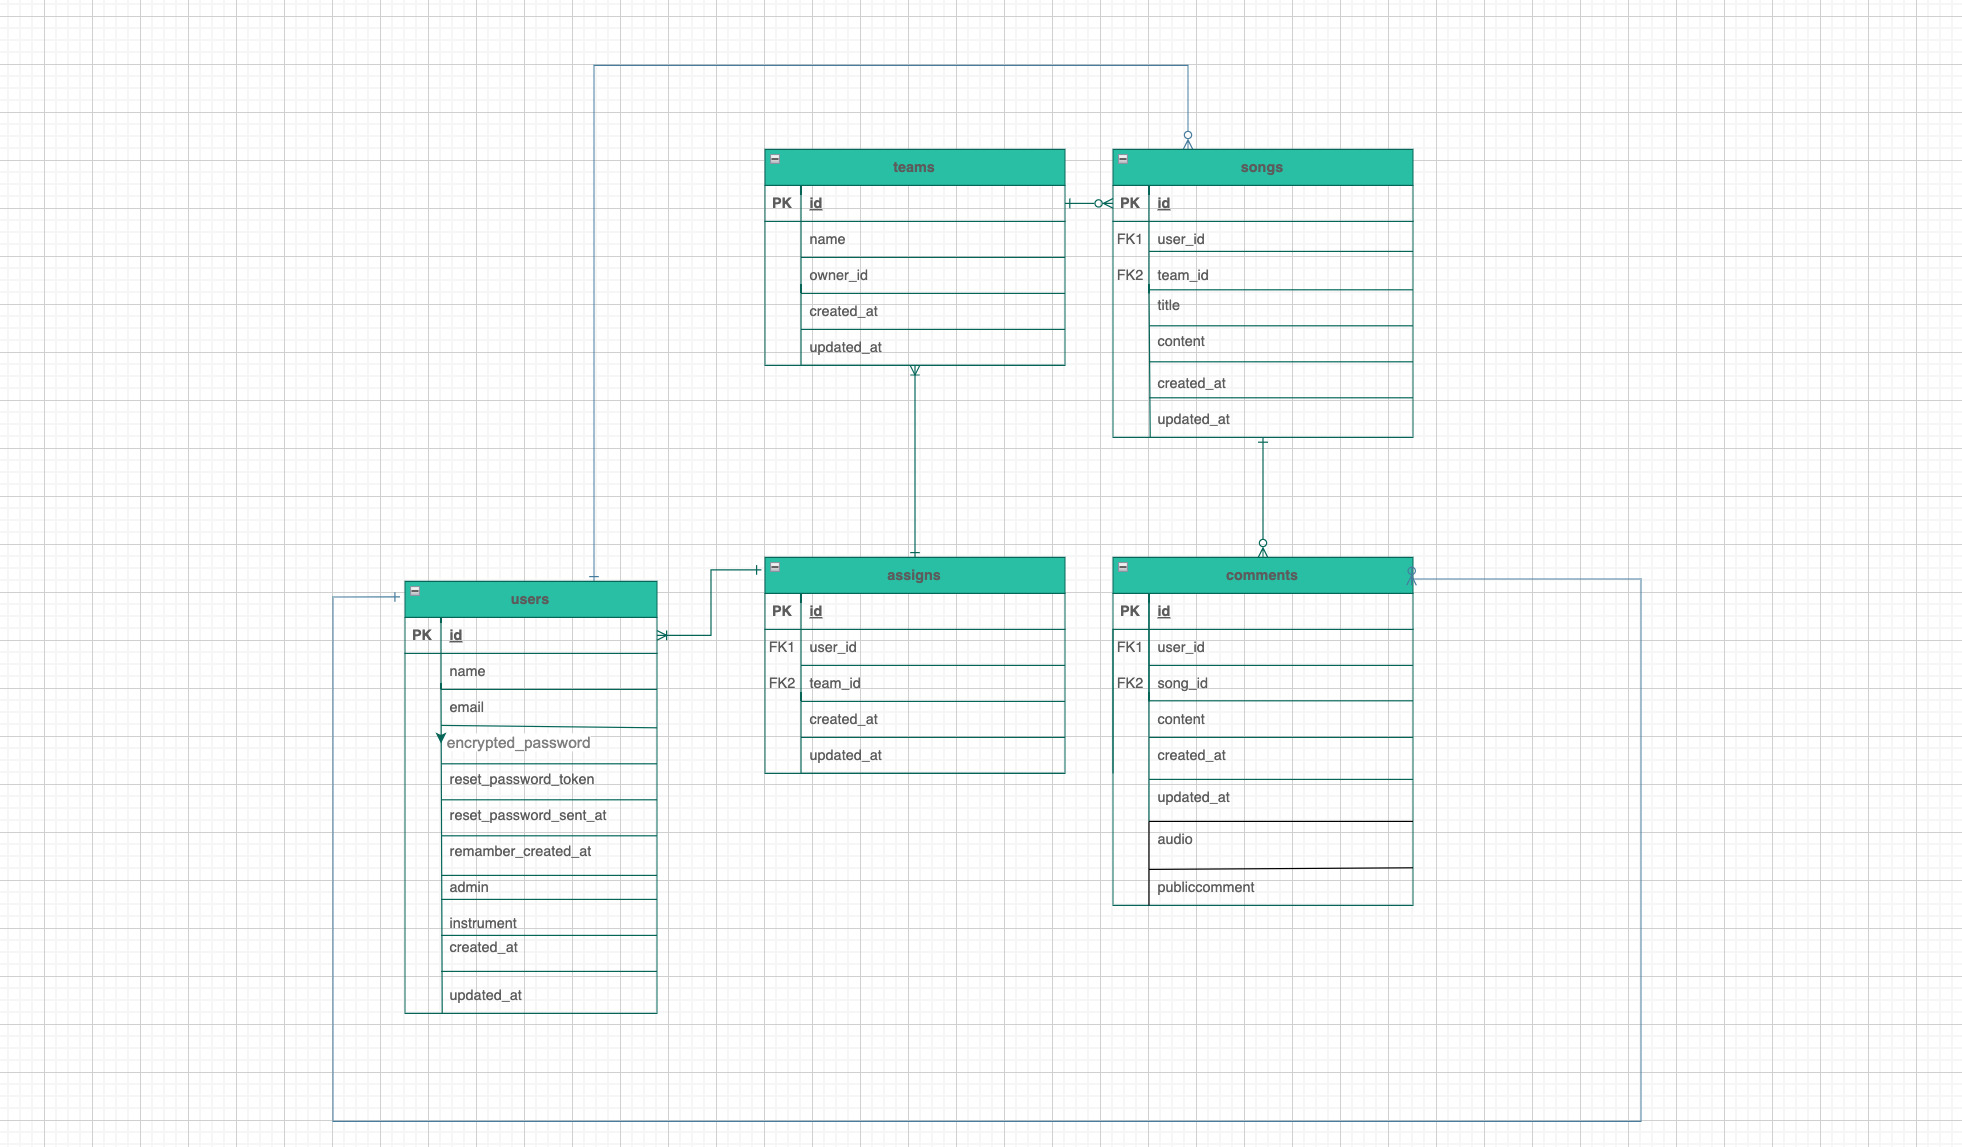 teams
PK id
name
owner_id
created_at
updated_at
songs
PK id
FK1 user_id
FK2 team_id
title
content
created_at
updated_at
users
PK id
name
email
encrypted_password
reset_password_token
reset_password_sent_at
remamber_created_at
admin
instrument
created_at
updated_at
assigns
PK id
FK1 user_id
FK2 team_id
created_at
updated_at
comments
PK id
FK1 user_id
FK2 song_id
content
created_at
updated_at
audio
publiccomment